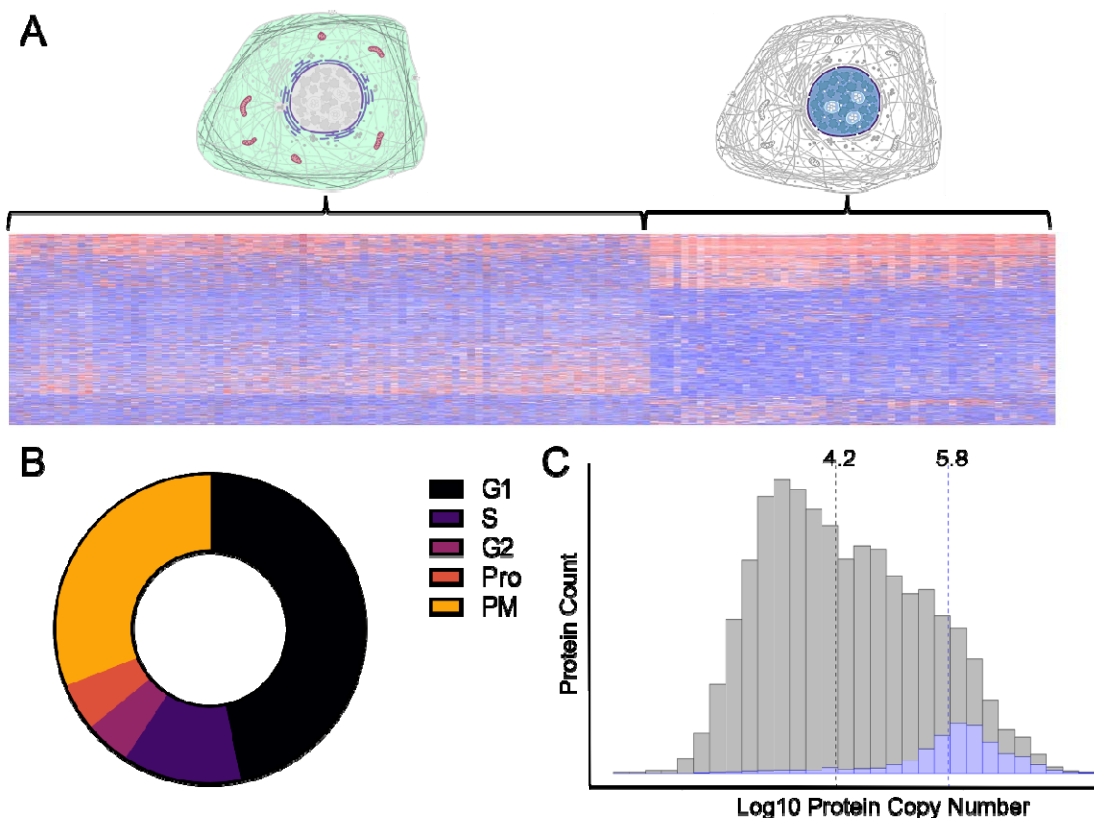 A
B
G1
S
G2
Pro
PM
C
4.2 5.8
Protein Count
Log10 Protein Copy Number